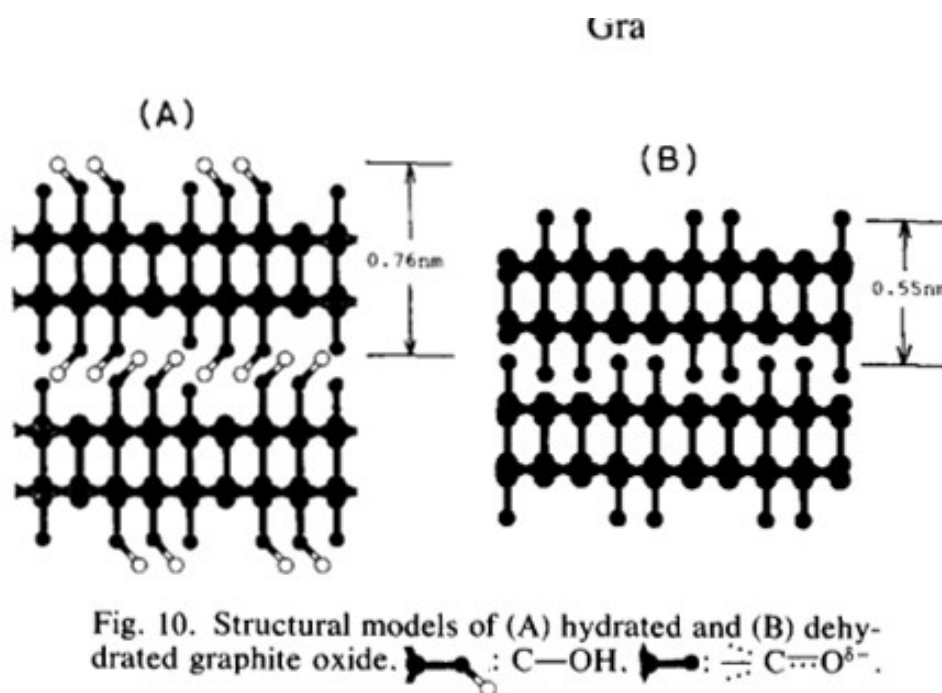 Gra
(A)
(B)
0.76nm
0.55nm
Fig. 10. Structural models of (A) hydrated and (B) dehy-
drated graphite oxide. : C—OH. : C┄O^δ−.